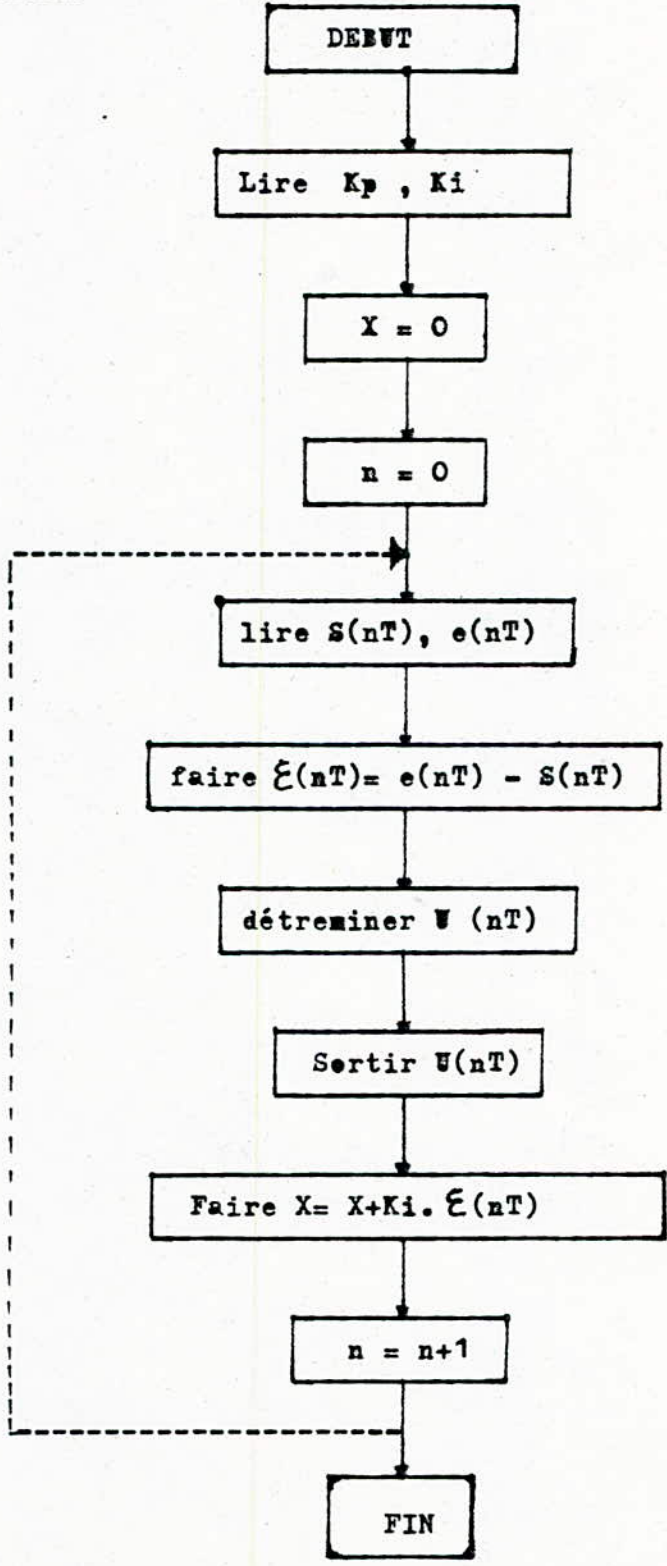 DEBUT
Lire Kp , Ki
X = 0
n = 0
lire S(nT), e(nT)
faire Ɛ(nT)= e(nT) - S(nT)
détreminer U (nT)
Sortir U(nT)
Faire X= X+Ki. Ɛ(nT)
n = n+1
FIN